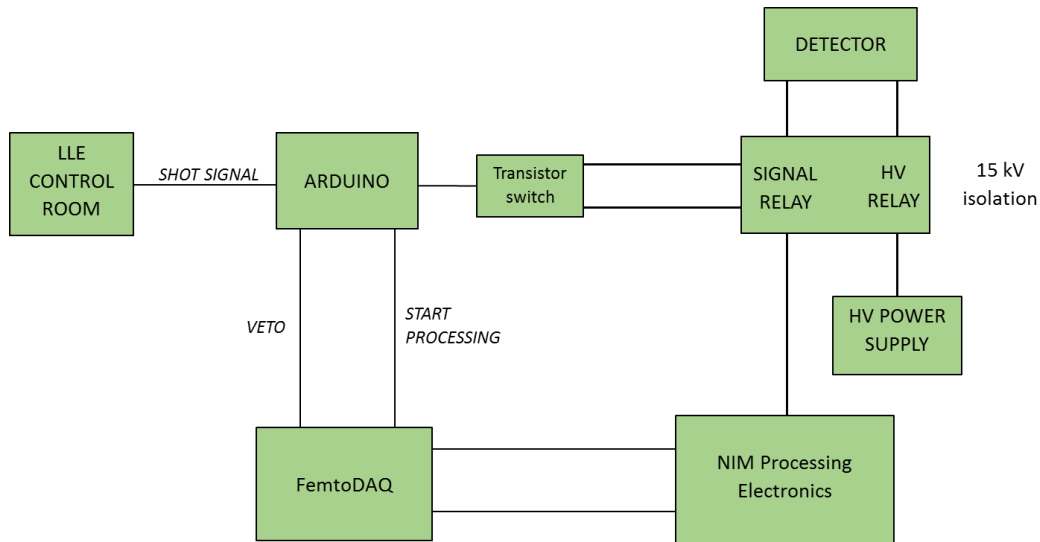 DETECTOR
LLE
CONTROL
ROOM
SHOT SIGNAL
ARDUINO
Transistor
switch
SIGNAL
RELAY
HV
RELAY
15 kV
isolation
VETO
START
PROCESSING
HV POWER
SUPPLY
FemtoDAQ
NIM Processing
Electronics